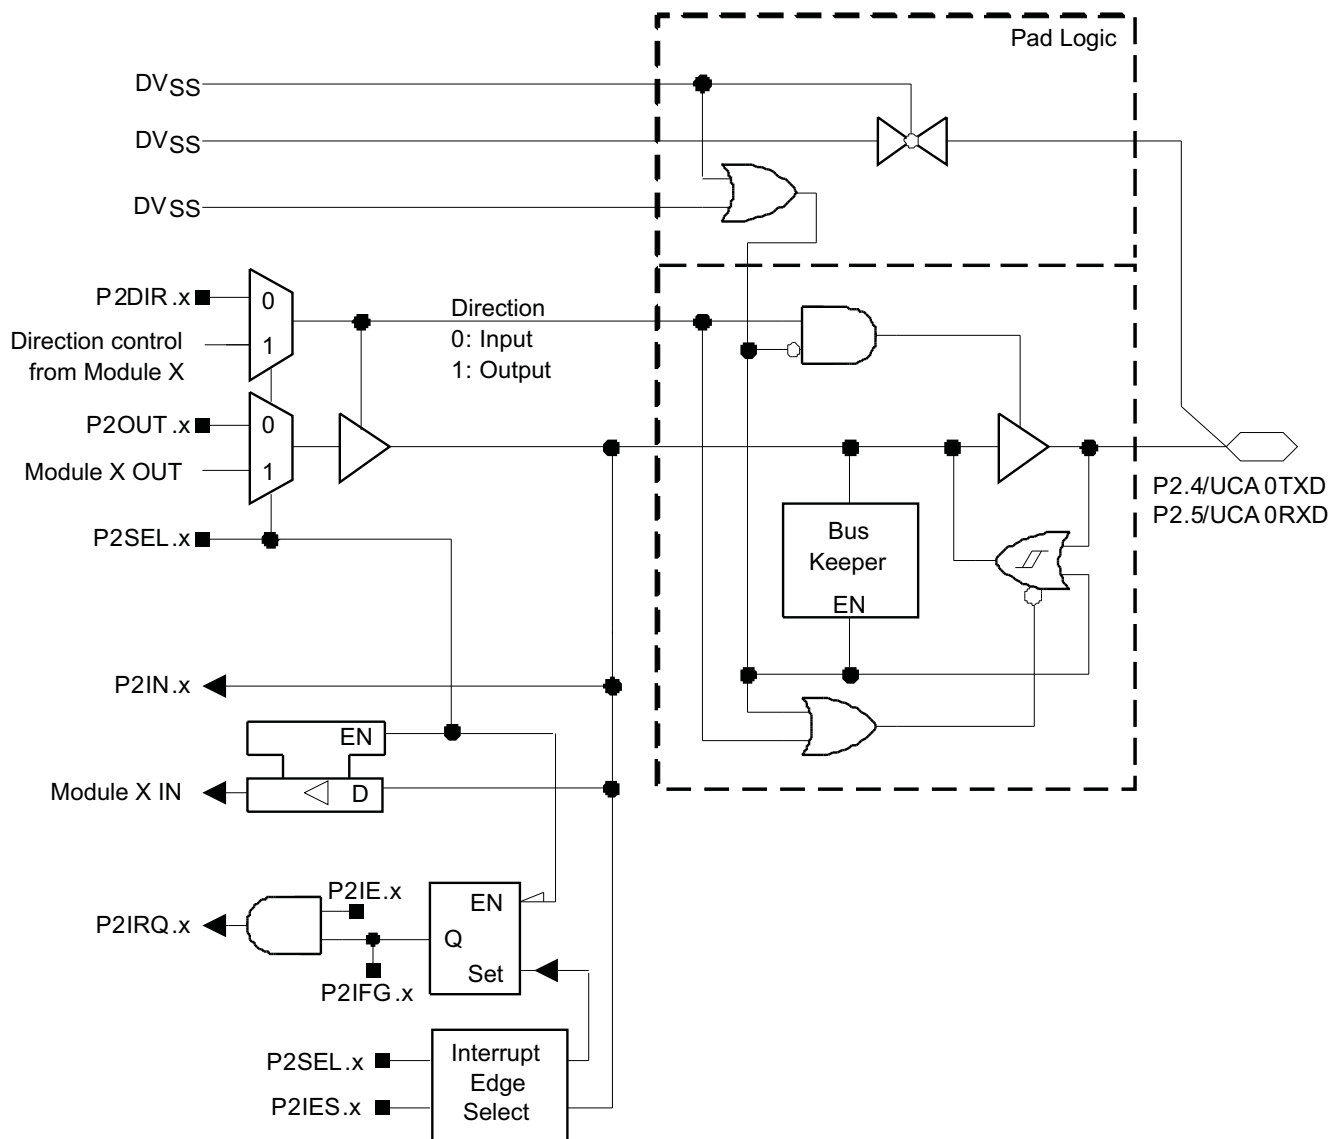 Pad Logic
DVSS
DVSS
DVSS
P2DIR.x
0
Direction control
from Module X
1
Direction
0: Input
1: Output
P2OUT.x
0
Module X OUT
1
P2SEL.x
P2.4/UCA0TXD
P2.5/UCA0RXD
Bus
Keeper
EN
P2IN.x
EN
Module X IN
D
P2IE.x
P2IRQ.x
EN
Q
Set
P2IFG.x
P2SEL.x
P2IES.x
Interrupt
Edge
Select